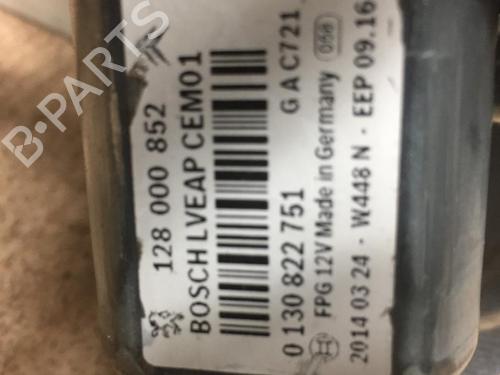 128 000 852
BOSCH LVEAP CEM01
0 130 822 751
G A C721
FPG 12V Made in Germany
2014 03 24 - W448 N - EEP 09.16
B-PARTS